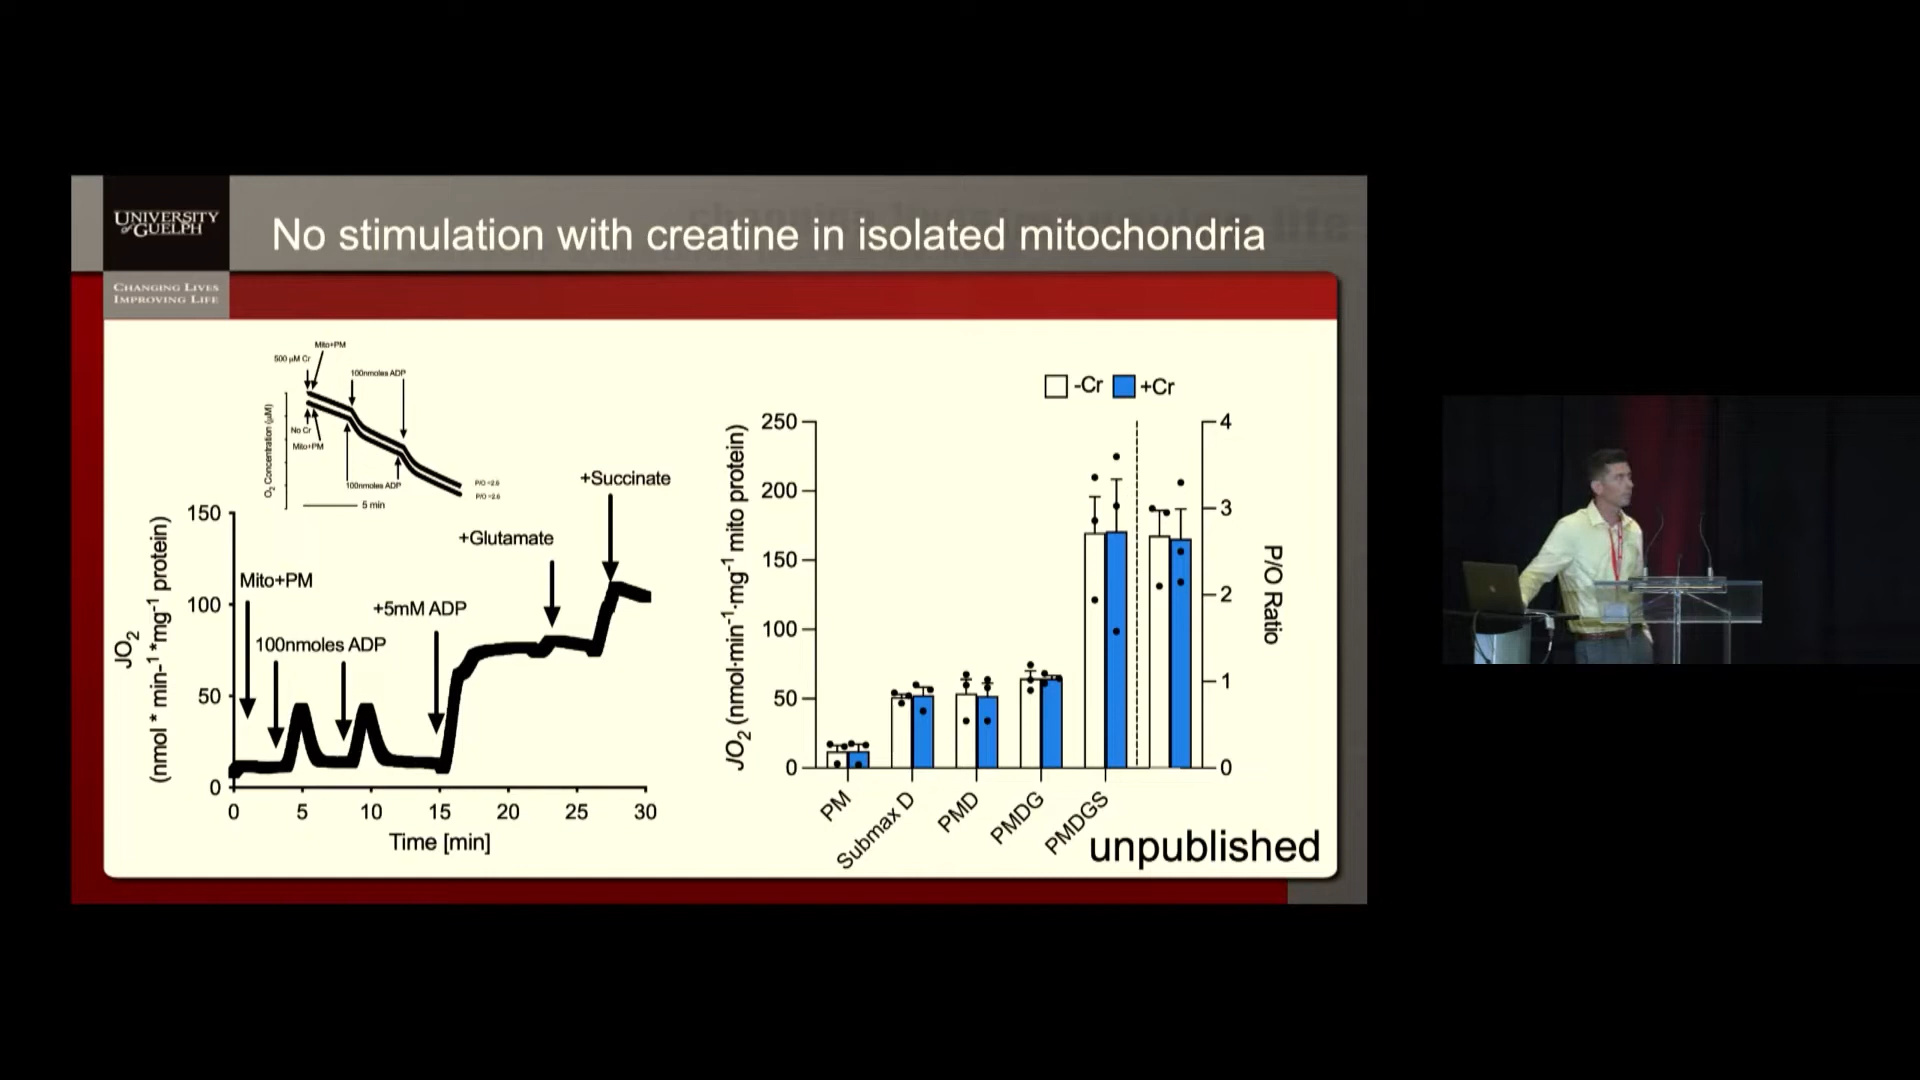 UNIVERSITY
of GUELPH
CHANGING LIVES
IMPROVING LIFE
No stimulation with creatine in isolated mitochondria
Mito+PM
500 μM Cr
100nmoles ADP
O2 Concentration (μM)
No Cr
Mito+PM
100nmoles ADP
P/O =2.6
P/O =2.6
5 min
JO2
(nmol * min-1 *mg-1 protein)
150
100
50
0
Mito+PM
100nmoles ADP
+5mM ADP
+Glutamate
+Succinate
0 5 10 15 20 25 30
Time [min]
-Cr +Cr
JO2 (nmol·min-1·mg-1 mito protein)
250
200
150
100
50
0
4
3
2
1
0
P/O Ratio
PM
Submax D
PMD
PMDG
PMDGS
unpublished